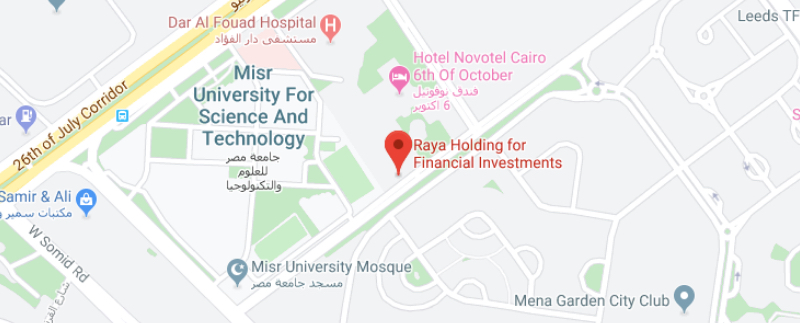 يوليو
Leeds TF
Dar Al Fouad Hospital
مستشفى دار الفؤاد
Hotel Novotel Cairo
6th Of October
فندق نوفوتيل
6 اكتوبر
Misr
University For
Science And
Technology
جامعة مصر
للعلوم
والتكنولوجيا
26th of July Corridor
ar
S
Raya Holding for
Financial Investments
Samir & Ali
مكتبات سمير و
W Somid Rd
Misr University Mosque
مسجد جامعة مصر
Mena Garden City Club